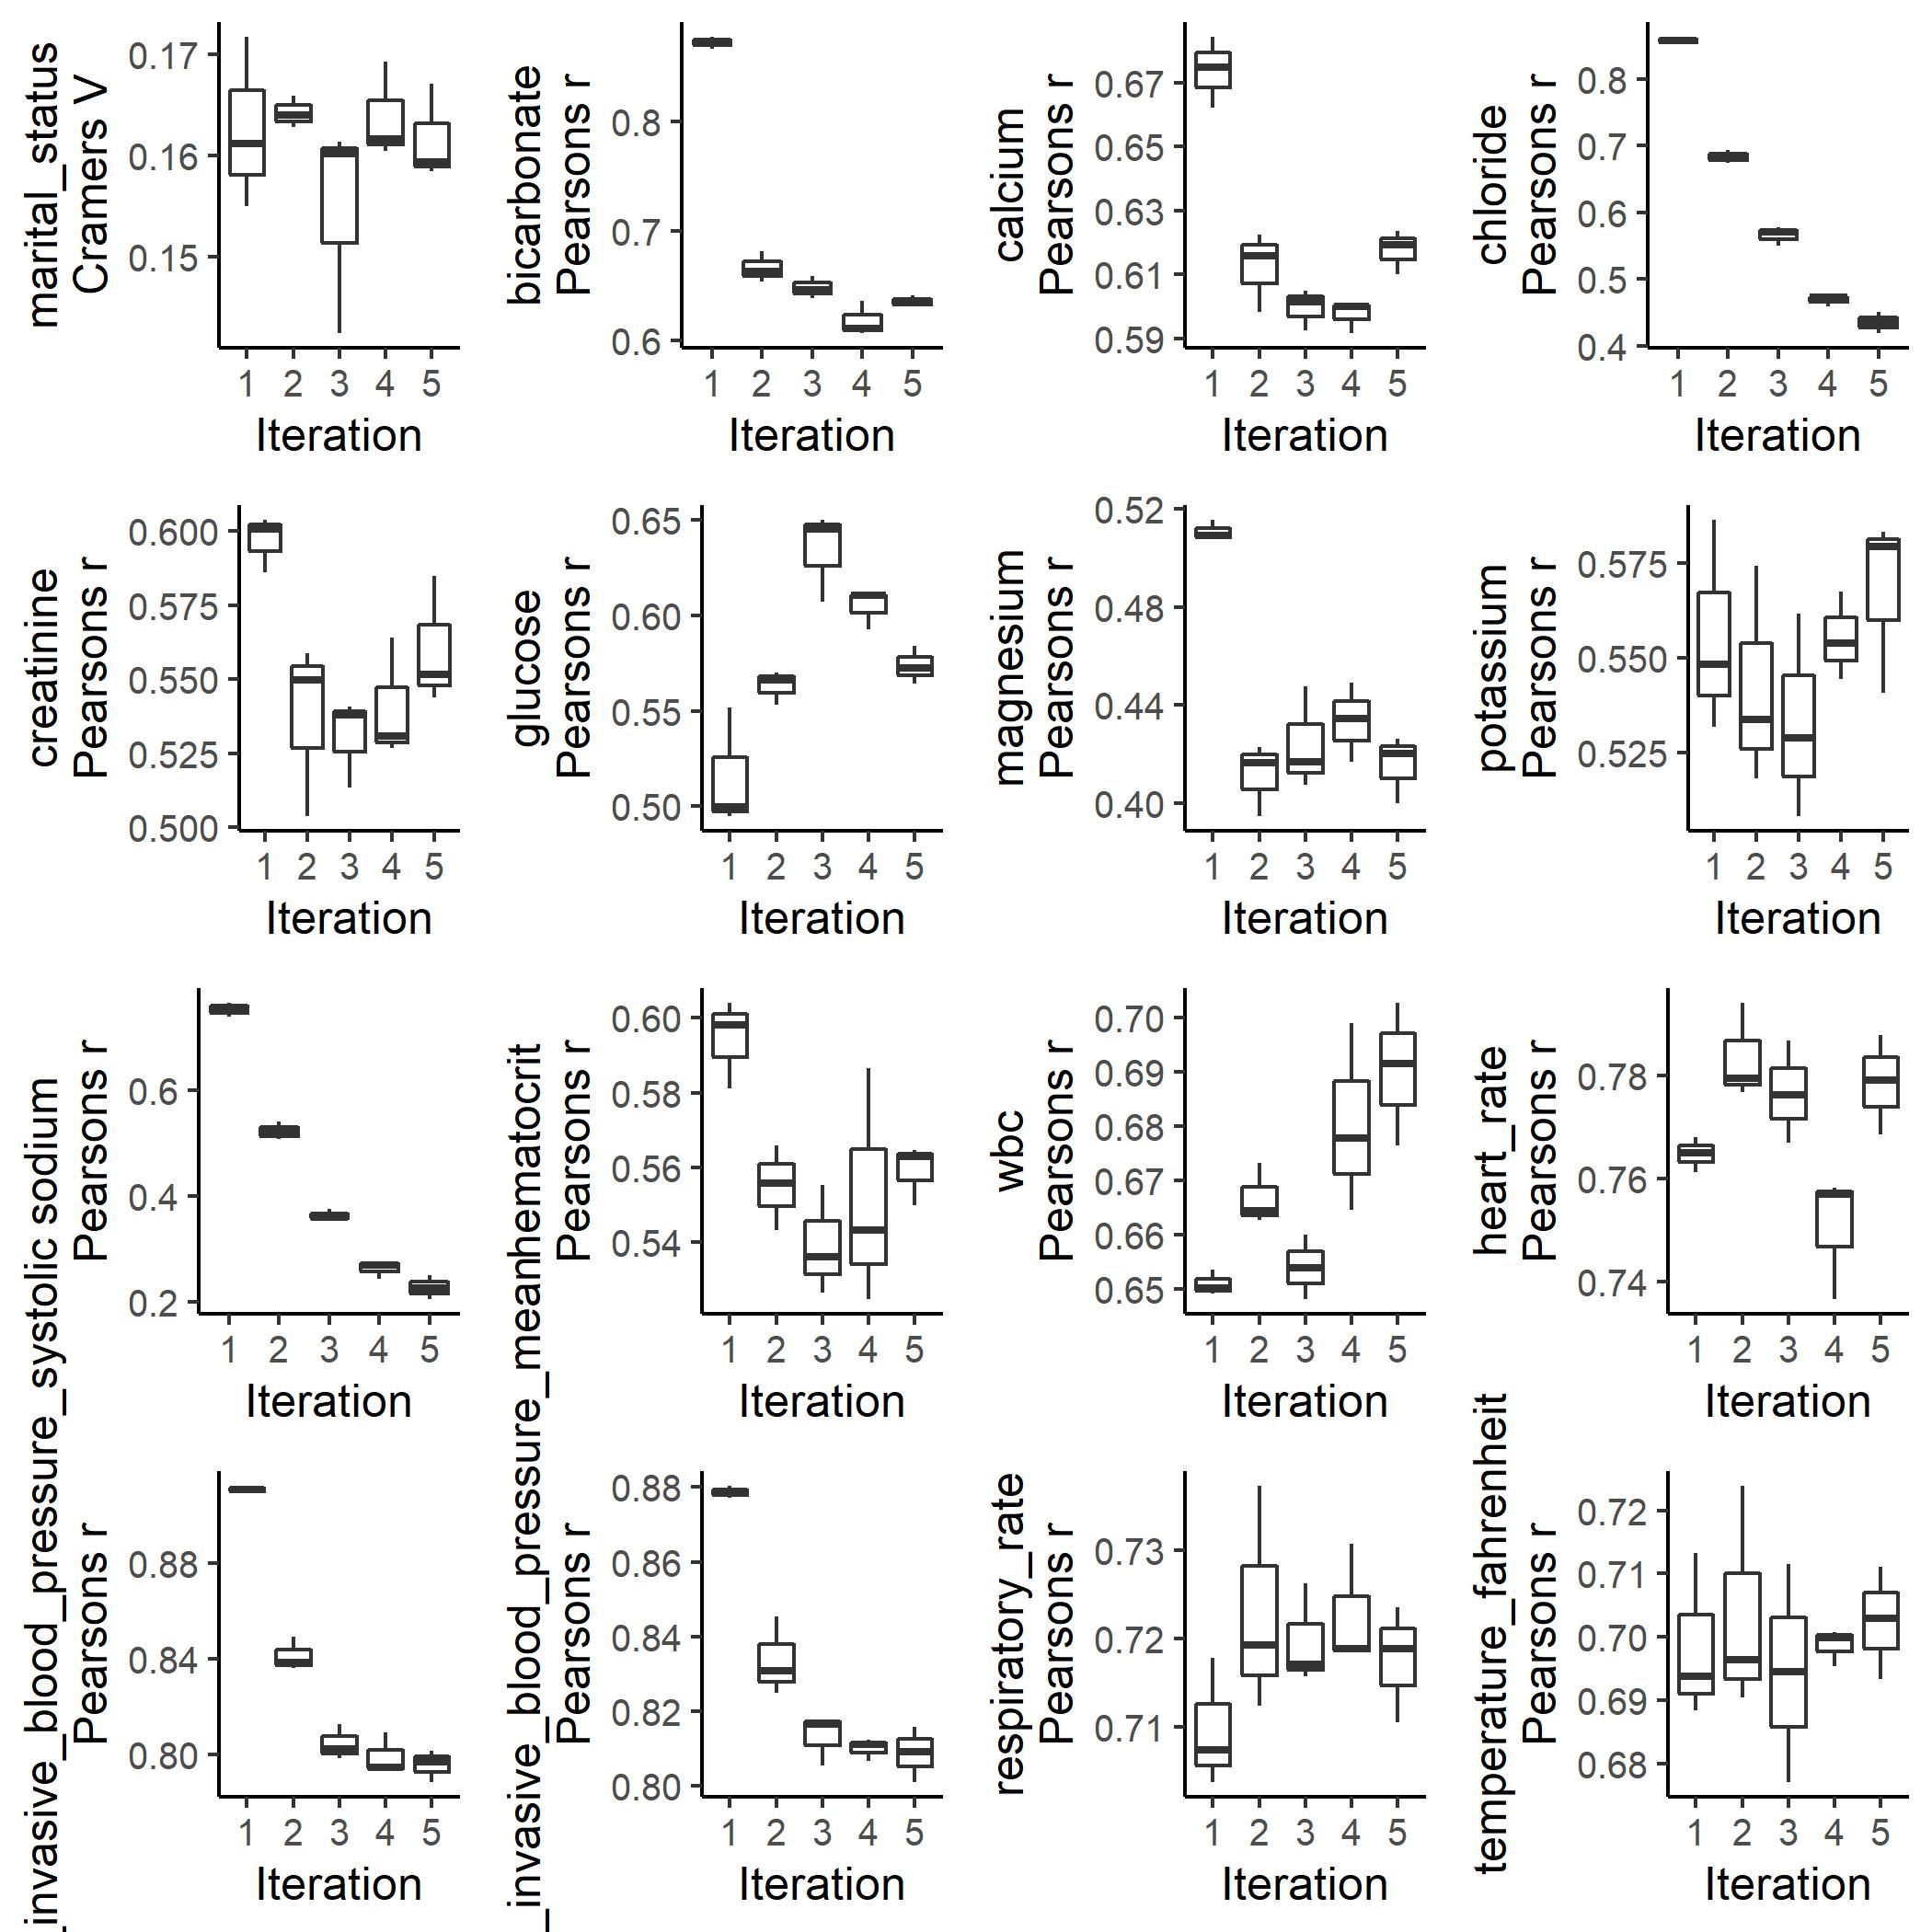 marital_status
Cramers V
0.17
0.16
0.15
1 2 3 4 5
Iteration
bicarbonate
Pearsons r
0.8
0.7
0.6
1 2 3 4 5
Iteration
calcium
Pearsons r
0.67
0.65
0.63
0.61
0.59
1 2 3 4 5
Iteration
chloride
Pearsons r
0.8
0.7
0.6
0.5
0.4
1 2 3 4 5
Iteration
creatinine
Pearsons r
0.600
0.575
0.550
0.525
0.500
1 2 3 4 5
Iteration
glucose
Pearsons r
0.65
0.60
0.55
0.50
1 2 3 4 5
Iteration
magnesium
Pearsons r
0.52
0.48
0.44
0.40
1 2 3 4 5
Iteration
potassium
Pearsons r
0.575
0.550
0.525
1 2 3 4 5
Iteration
sodium
Pearsons r
0.6
0.4
0.2
1 2 3 4 5
Iteration
hematocrit
Pearsons r
0.60
0.58
0.56
0.54
1 2 3 4 5
Iteration
wbc
Pearsons r
0.70
0.69
0.68
0.67
0.66
0.65
1 2 3 4 5
Iteration
heart_rate
Pearsons r
0.78
0.76
0.74
1 2 3 4 5
Iteration
_invasive_blood_pressure_systolic
Pearsons r
0.88
0.84
0.80
1 2 3 4 5
Iteration
_invasive_blood_pressure_mean
Pearsons r
0.88
0.86
0.84
0.82
0.80
1 2 3 4 5
Iteration
respiratory_rate
Pearsons r
0.73
0.72
0.71
1 2 3 4 5
Iteration
temperature_fahrenheit
Pearsons r
0.72
0.71
0.70
0.69
0.68
1 2 3 4 5
Iteration